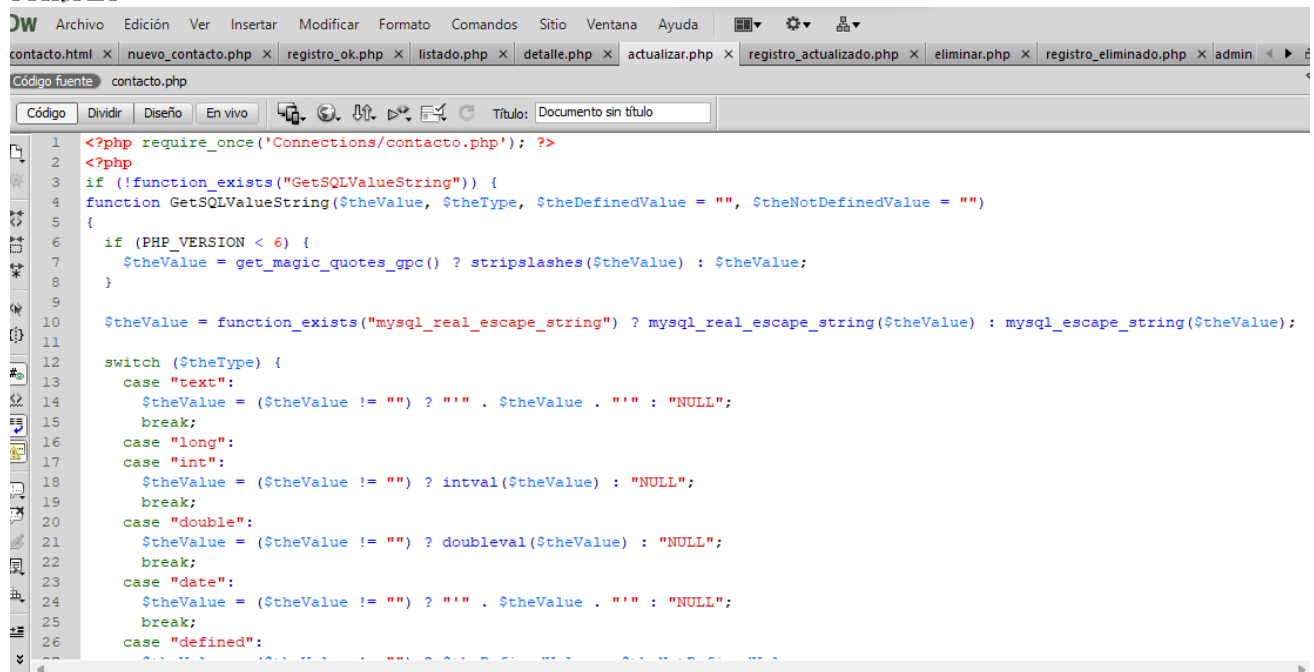 DW Archivo Edición Ver Insertar Modificar Formato Comandos Sitio Ventana Ayuda
contacto.html × nuevo_contacto.php × registro_ok.php × listado.php × detalle.php × actualizar.php × registro_actualizado.php × eliminar.php × registro_eliminado.php × admin
Código fuente contacto.php
Código Dividir Diseño En vivo Título: Documento sin título
1 <?php require_once('Connections/contacto.php'); ?>
2 <?php
3 if (!function_exists("GetSQLValueString")) {
4 function GetSQLValueString($theValue, $theType, $theDefinedValue = "", $theNotDefinedValue = "")
5 {
6 if (PHP_VERSION < 6) {
7 $theValue = get_magic_quotes_gpc() ? stripslashes($theValue) : $theValue;
8 }
9
10 $theValue = function_exists("mysql_real_escape_string") ? mysql_real_escape_string($theValue) : mysql_escape_string($theValue);
11
12 switch ($theType) {
13 case "text":
14 $theValue = ($theValue != "") ? "'" . $theValue . "'" : "NULL";
15 break;
16 case "long":
17 case "int":
18 $theValue = ($theValue != "") ? intval($theValue) : "NULL";
19 break;
20 case "double":
21 $theValue = ($theValue != "") ? doubleval($theValue) : "NULL";
22 break;
23 case "date":
24 $theValue = ($theValue != "") ? "'" . $theValue . "'" : "NULL";
25 break;
26 case "defined":